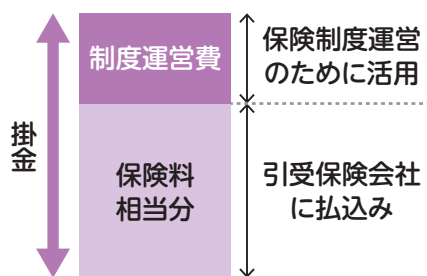 掛金
制度運営費
保険制度運営
のために活用
保険料
相当分
引受保険会社
に払込み